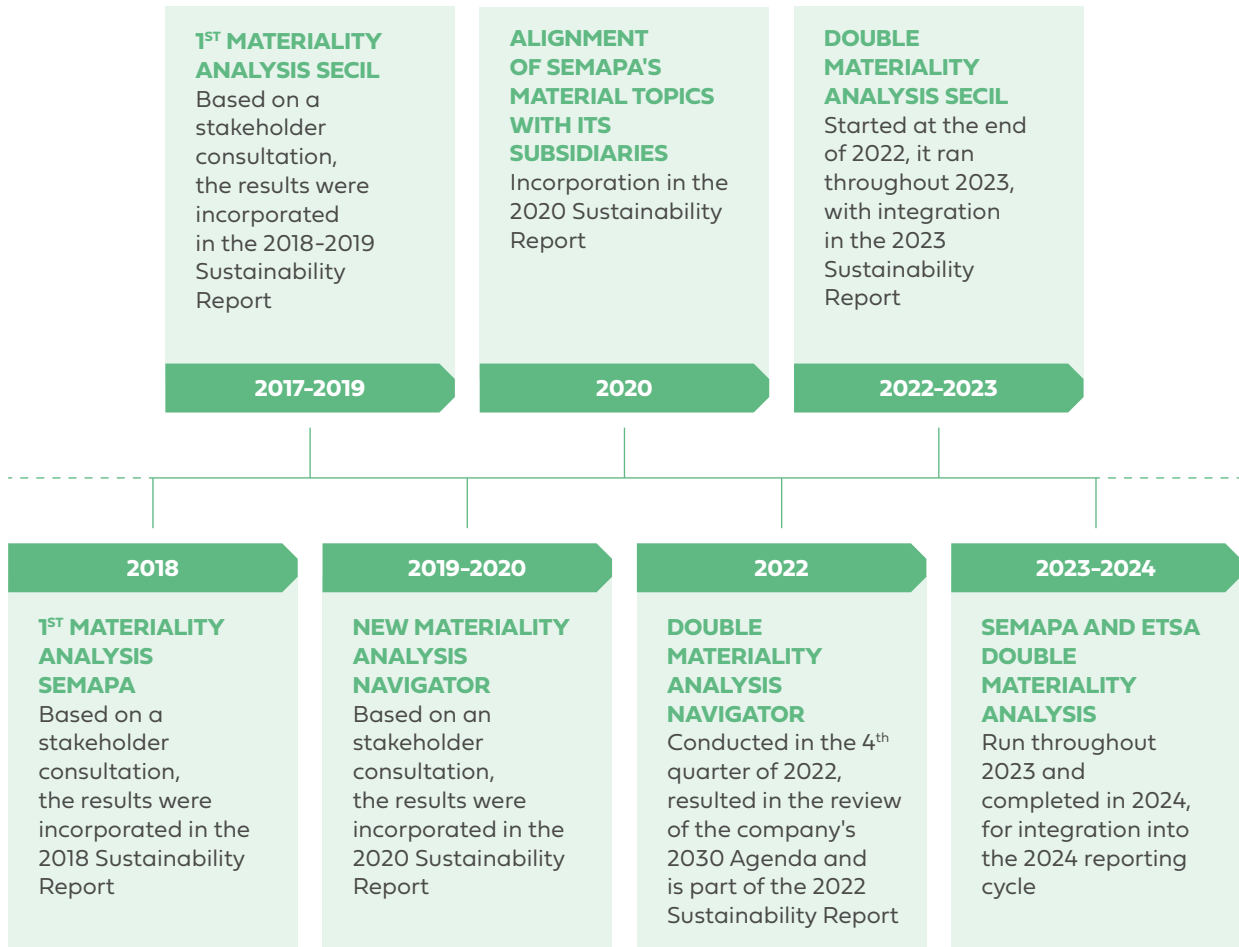 1ST MATERIALITY
ANALYSIS SECIL
Based on a
stakeholder
consultation,
the results were
incorporated
in the 2018-2019
Sustainability
Report
2017-2019
ALIGNMENT
OF SEMAPA'S
MATERIAL TOPICS
WITH ITS
SUBSIDIARIES
Incorporation in the
2020 Sustainability
Report
2020
DOUBLE
MATERIALITY
ANALYSIS SECIL
Started at the end
of 2022, it ran
throughout 2023,
with integration
in the 2023
Sustainability
Report
2022-2023
2018
1ST MATERIALITY
ANALYSIS
SEMAPA
Based on a
stakeholder
consultation,
the results were
incorporated in the
2018 Sustainability
Report
2019-2020
NEW MATERIALITY
ANALYSIS
NAVIGATOR
Based on an
stakeholder
consultation,
the results were
incorporated in the
2020 Sustainability
Report
2022
DOUBLE
MATERIALITY
ANALYSIS
NAVIGATOR
Conducted in the 4th
quarter of 2022,
resulted in the review
of the company's
2030 Agenda and
is part of the 2022
Sustainability Report
2023-2024
SEMAPA AND ETSA
DOUBLE
MATERIALITY
ANALYSIS
Run throughout
2023 and
completed in 2024,
for integration into
the 2024 reporting
cycle